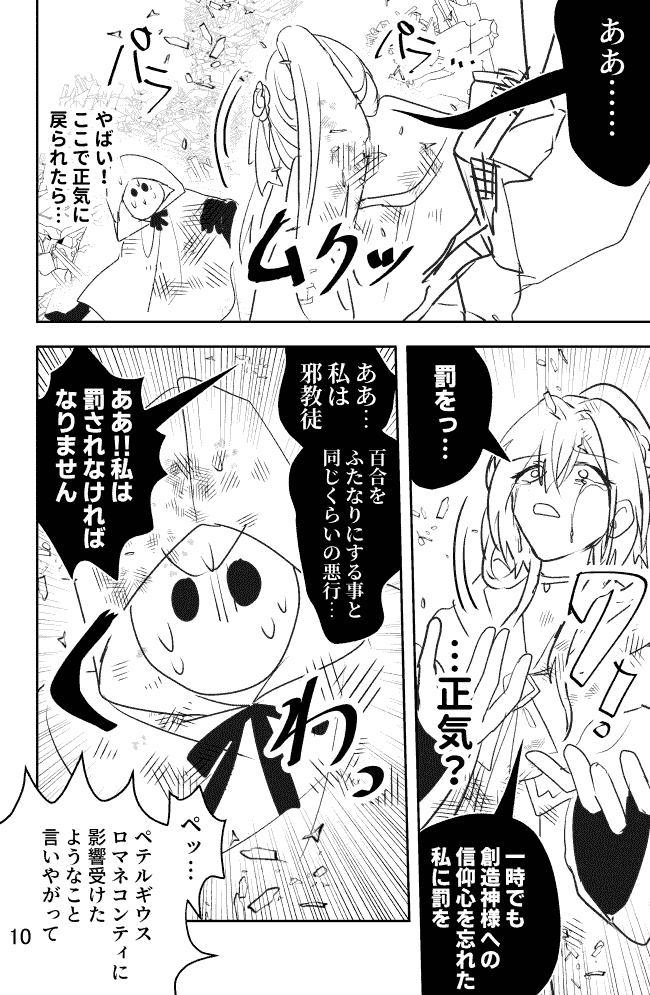 ああ……
パラ
パラ
ムクッ
やばい！
ここで正気に
戻られたら…
罰をっ…
ワ！
…正気？
一時でも
創造神様への
信仰心を忘れた
私に罰を
ああ…
私は
邪教徒
百合を
ふたなりにする事と
同じくらいの悪行…
ああ!!私は
罰されなければ
なりません
くわっ
ペッ…
ペテルギウス
ロマネコンティに
影響受けた
ようなこと
言いやがって
10